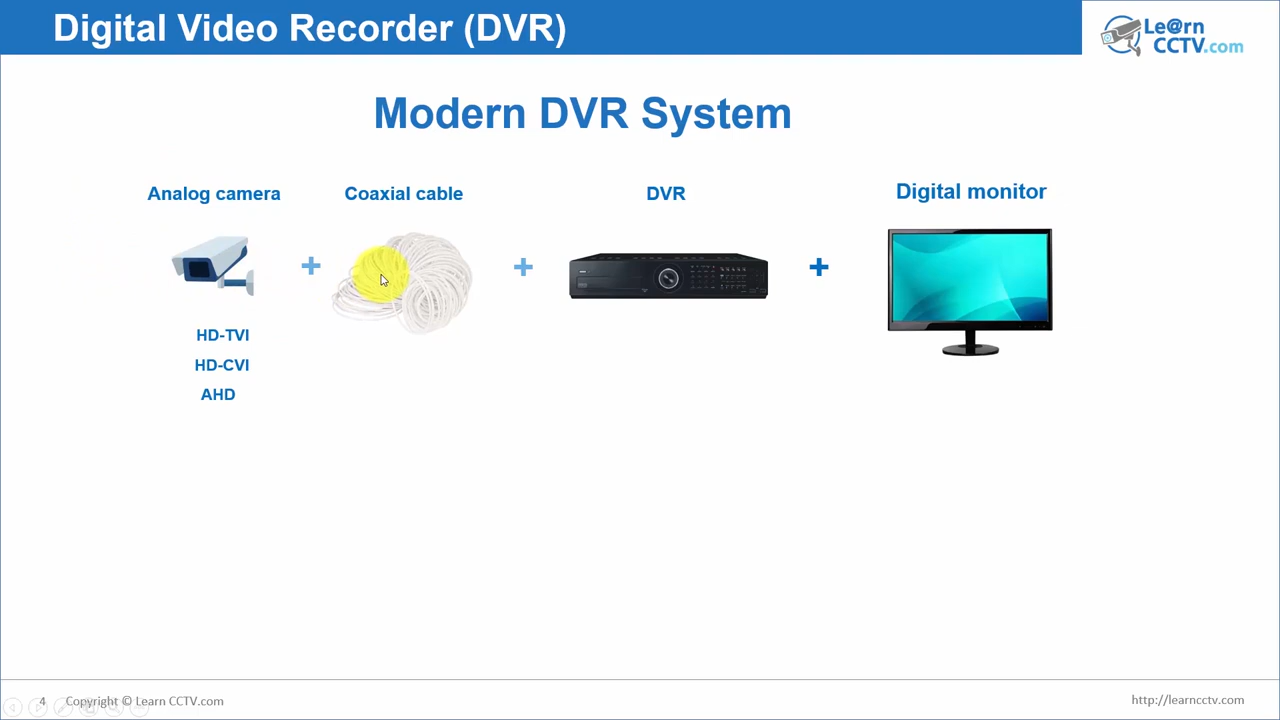 Digital Video Recorder (DVR)
Le@rn
CCTV.com
Modern DVR System
Analog camera
Coaxial cable
DVR
Digital monitor
HD-TVI
HD-CVI
AHD
4
Copyright © Learn CCTV.com
http://learncctv.com